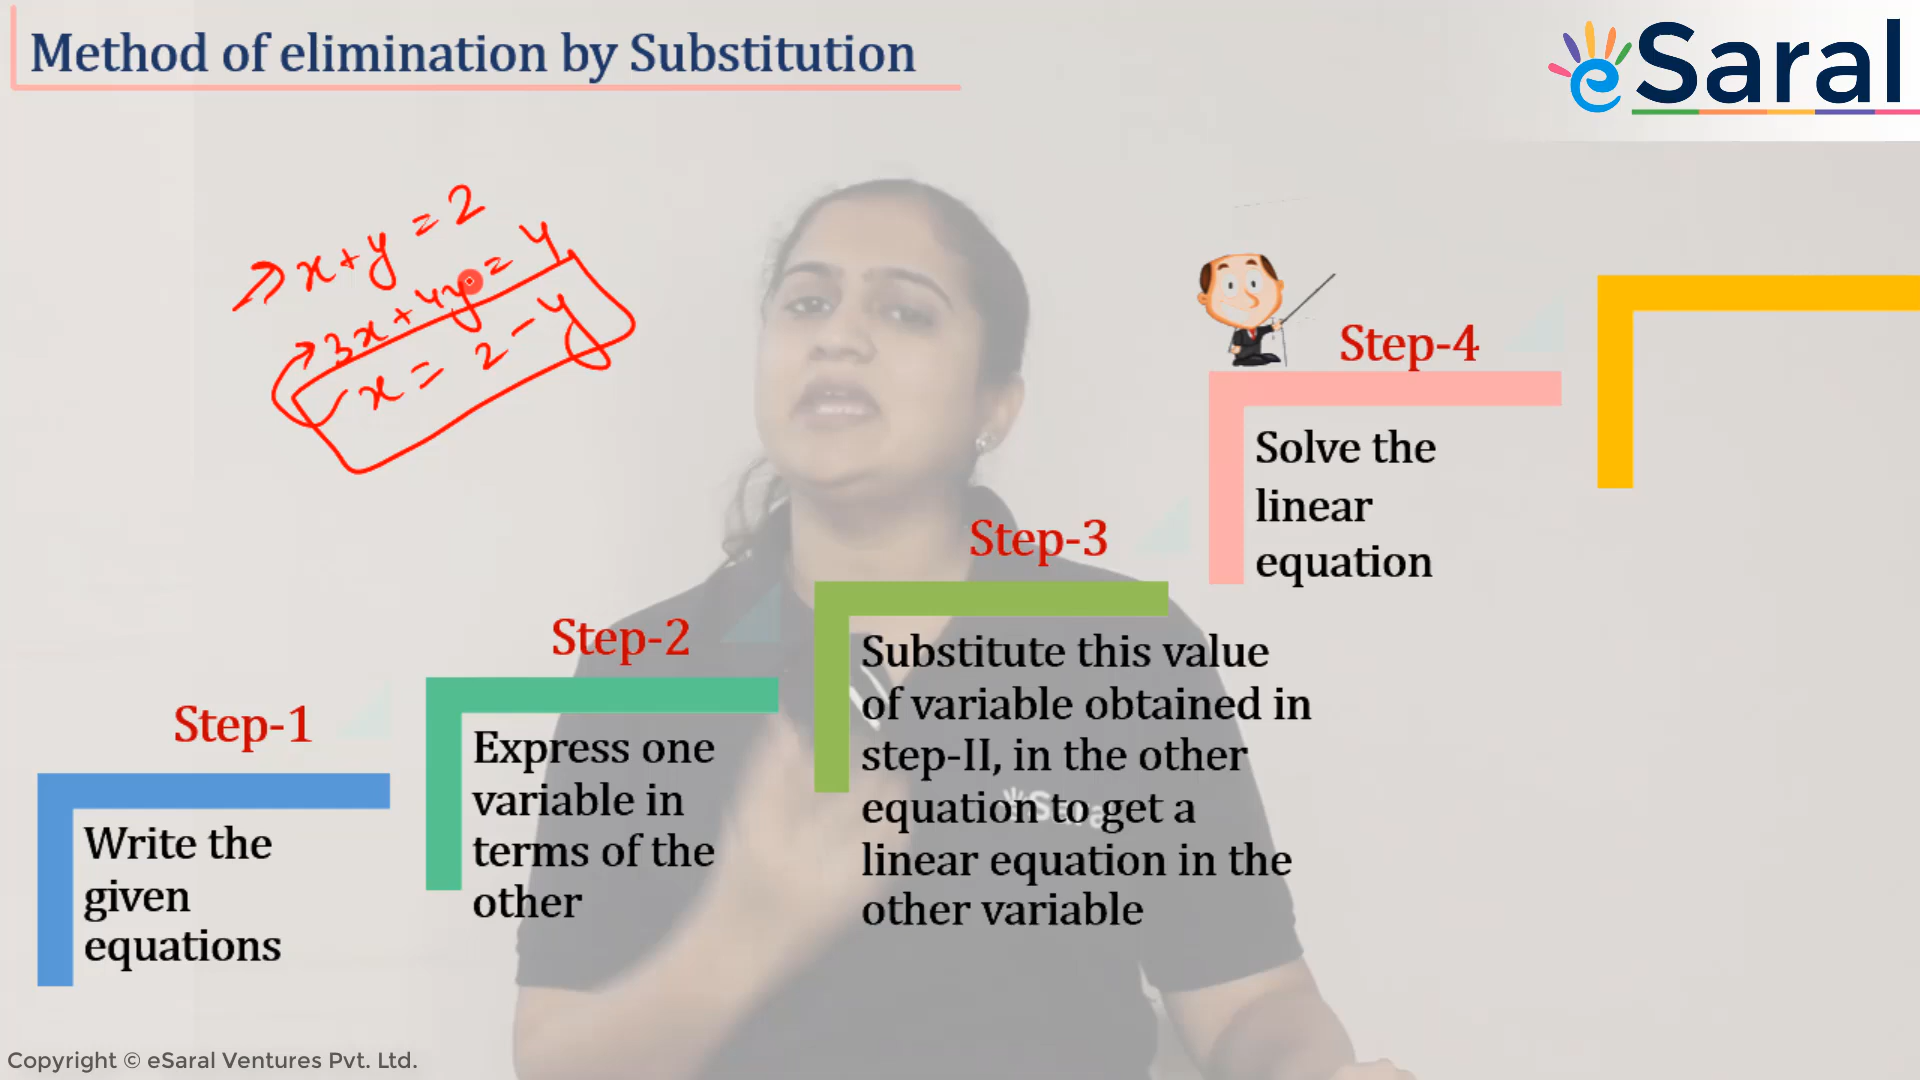 Method of elimination by Substitution
eSaral
x+y = 2
3x+4y = 4
x = 2-y
Step-1
Write the
given
equations
Step-2
Express one
variable in
terms of the
other
Step-3
Substitute this value
of variable obtained in
step-II, in the other
equation to get a
linear equation in the
other variable
Step-4
Solve the
linear
equation
Copyright © eSaral Ventures Pvt. Ltd.